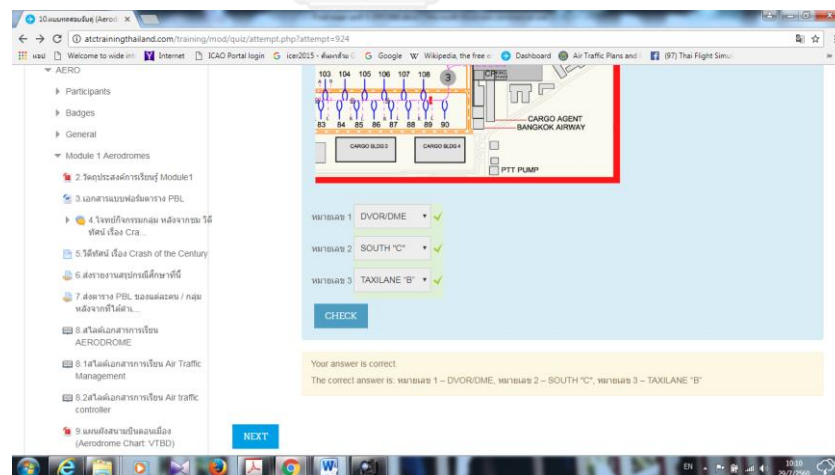 10.แบบทดสอบจับคู่ (Aerod
atctrainingthailand.com/training/mod/quiz/attempt.php?attempt=924
แอป Welcome to wide int Internet ICAO Portal login icer2015 - ค้นหาด้วย G Google Wikipedia, the free e Dashboard Air Traffic Plans and (97) Thai Flight Simu
AERO
Participants
Badges
General
Module 1 Aerodromes
2.วัตถุประสงค์การเรียนรู้ Module1
3.เอกสารแบบฟอร์มตาราง PBL
4.โจทย์กิจกรรมกลุ่ม หลังจากชม วีดี
ทัศน์ เรื่อง Cra...
5.วีดีทัศน์ เรื่อง Crash of the Century
6.ส่งรายงานสรุปกรณีศึกษาที่นี่
7.ส่งตาราง PBL ของแต่ละคน / กลุ่ม
8.สไลด์เอกสารการเรียน
AERODROME
8.1สไลด์เอกสารการเรียน Air Traffic
Management
8.2สไลด์เอกสารการเรียน Air traffic
controller
9.แผนผังสนามบินดอนเมือง
(Aerodrome Chart: VTBD)
103 104 105 106 107 108 3 CP
83 84 85 86 87 88 89 90
CARGO AGENT
BANGKOK AIRWAY
CARGO BLDG 3 CARGO BLDG 4
PTT PUMP
หมายเลข 1 DVOR/DME
หมายเลข 2 SOUTH "C"
หมายเลข 3 TAXILANE "B"
CHECK
Your answer is correct.
The correct answer is: หมายเลข 1 – DVOR/DME, หมายเลข 2 – SOUTH "C", หมายเลข 3 – TAXILANE "B"
NEXT
EN
10:10
29/7/2560